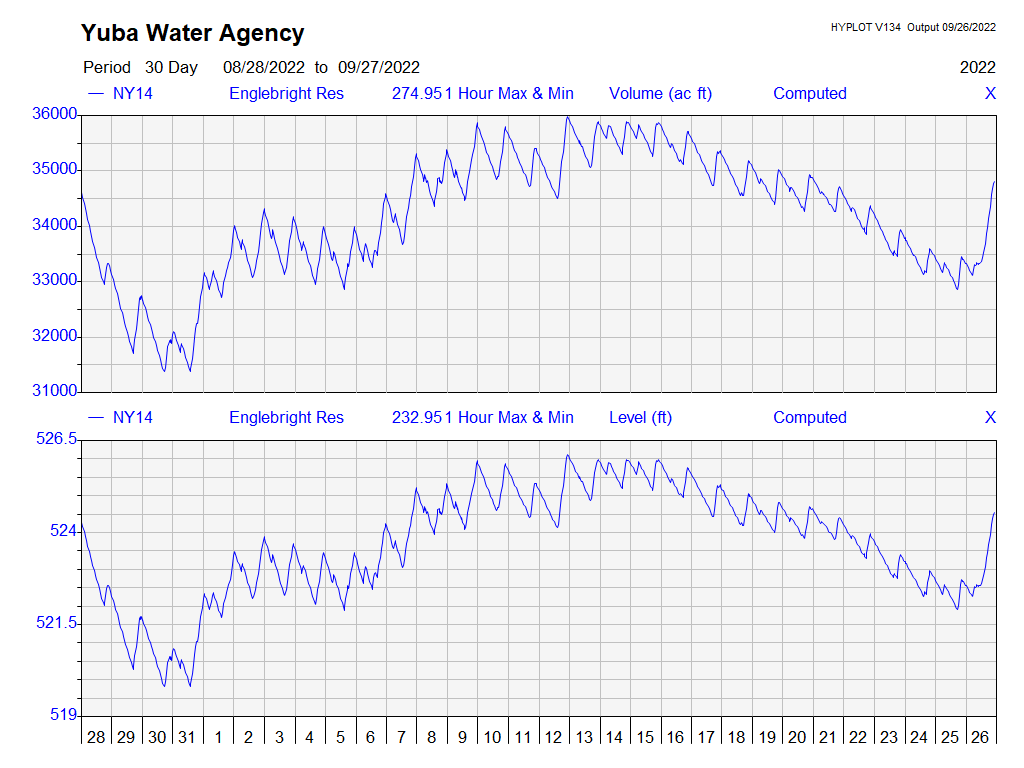 Yuba Water Agency
HYPLOT V134 Output 09/26/2022
Period 30 Day 08/28/2022 to 09/27/2022 2022
NY14 Englebright Res 274.951 Hour Max & Min Volume (ac ft) Computed X
36000
35000
34000
33000
32000
31000
NY14 Englebright Res 232.951 Hour Max & Min Level (ft) Computed X
526.5
524
521.5
519
28 29 30 31 1 2 3 4 5 6 7 8 9 10 11 12 13 14 15 16 17 18 19 20 21 22 23 24 25 26